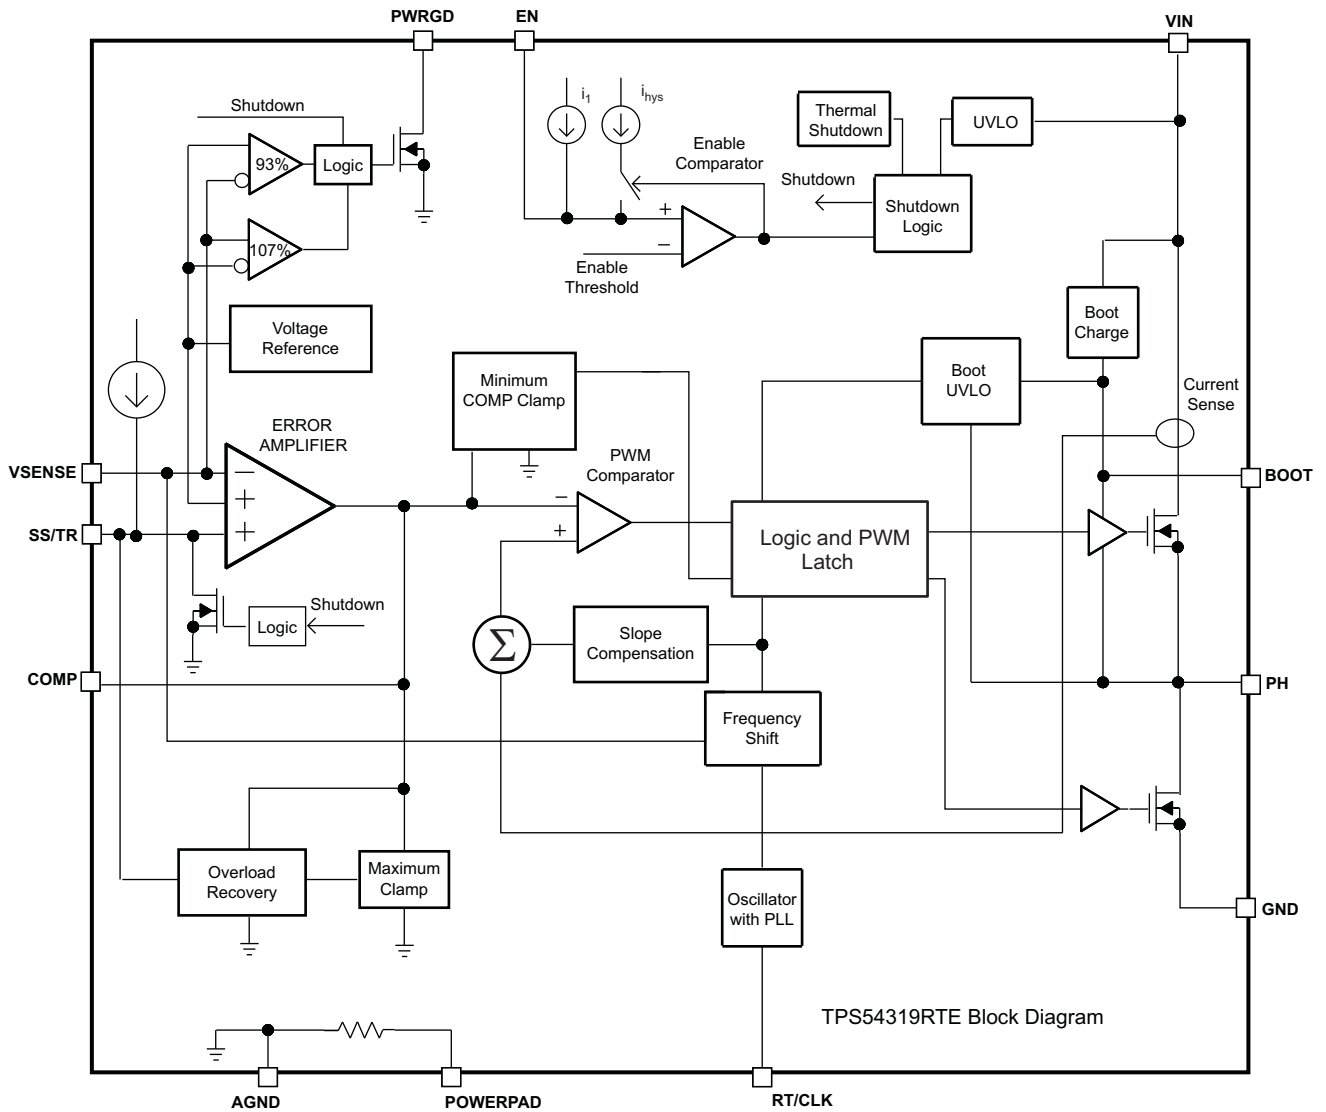 PWRGD
EN
VIN
Shutdown
i1
ihys
Thermal
Shutdown
UVLO
93%
Logic
Enable
Comparator
Shutdown
Shutdown
Logic
+
−
107%
Enable
Threshold
Voltage
Reference
Boot
Charge
Minimum
COMP Clamp
Boot
UVLO
Current
Sense
ERROR
AMPLIFIER
PWM
Comparator
VSENSE
−
+
+
−
+
BOOT
SS/TR
Logic and PWM
Latch
Logic
Shutdown
Σ
Slope
Compensation
COMP
PH
Frequency
Shift
Overload
Recovery
Maximum
Clamp
Oscillator
with PLL
GND
TPS54319RTE Block Diagram
AGND
POWERPAD
RT/CLK